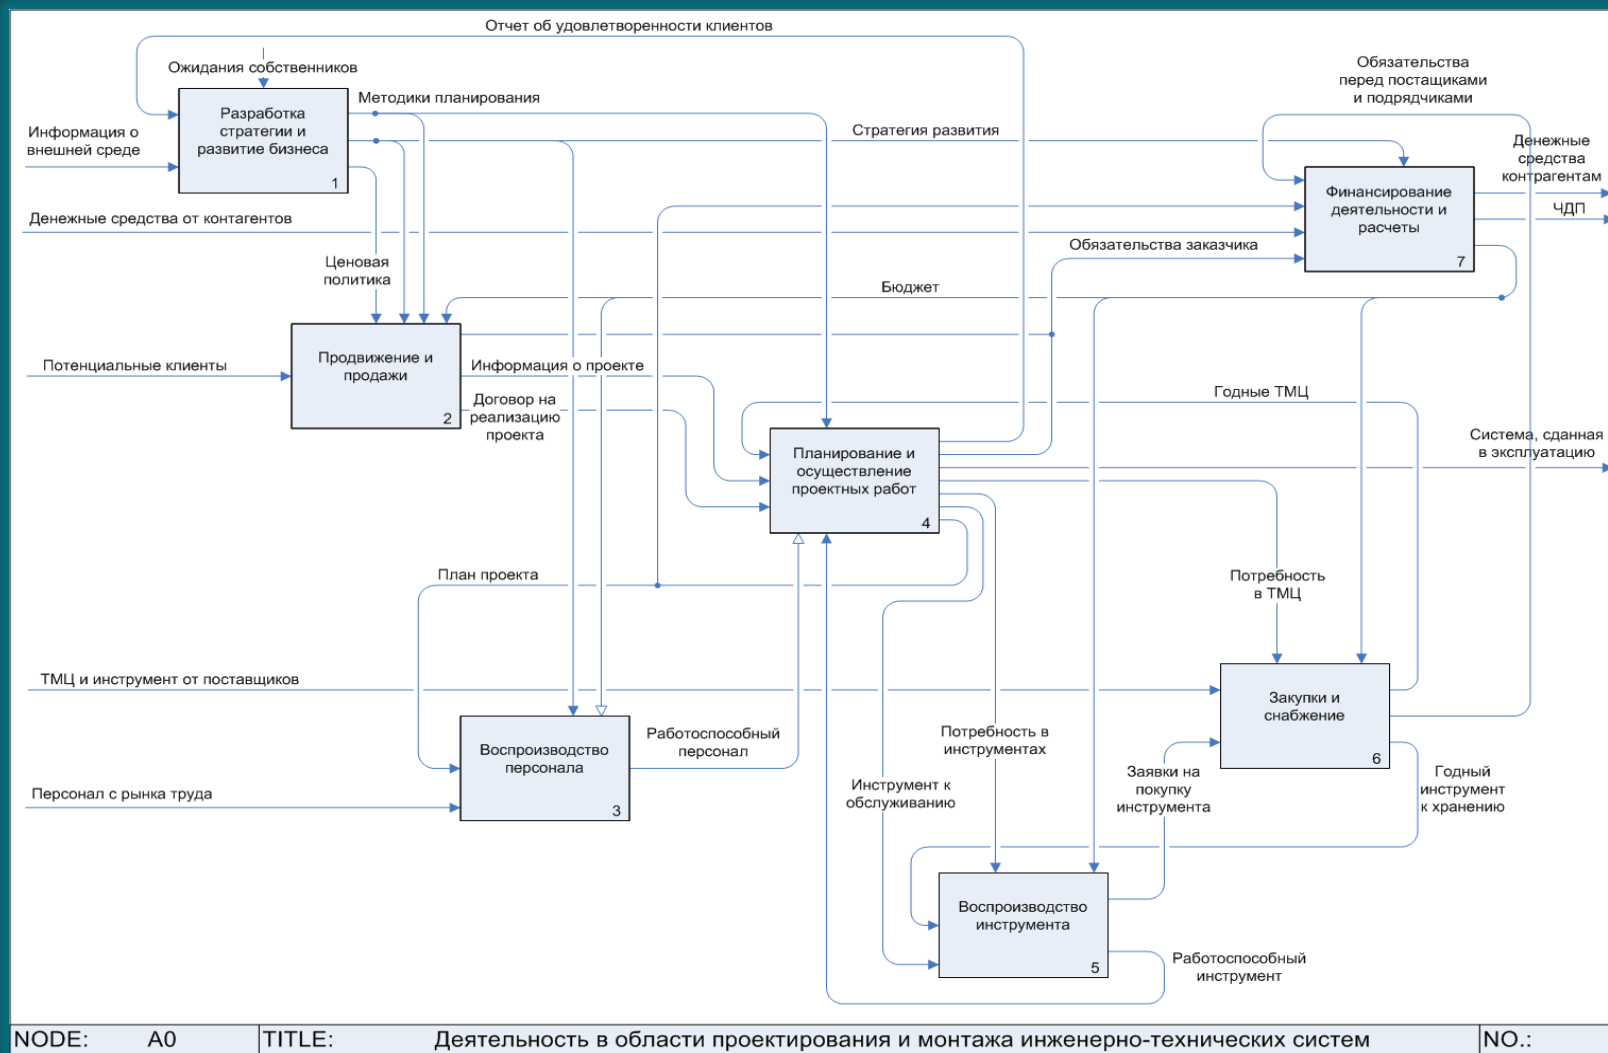 Отчет об удовлетворенности клиентов
Ожидания собственников
Обязательства
перед постащиками
и подрядчиками
Методики планирования
Разработка
стратегии и
развитие бизнеса
1
Информация о
внешней среде
Стратегия развития
Денежные
средства
контрагентам
Финансирование
деятельности и
расчеты
7
ЧДП
Денежные средства от контагентов
Обязательства заказчика
Ценовая
политика
Бюджет
Продвижение и
продажи
2
Потенциальные клиенты
Информация о проекте
Договор на
реализацию
проекта
Годные ТМЦ
Система, сданная
в эксплуатацию
Планирование и
осуществление
проектных работ
4
План проекта
Потребность
в ТМЦ
ТМЦ и инструмент от поставщиков
Закупки и
снабжение
6
Воспроизводство
персонала
3
Работоспособный
персонал
Потребность в
инструментах
Персонал с рынка труда
Инструмент к
обслуживанию
Заявки на
покупку
инструмента
Годный
инструмент
к хранению
Воспроизводство
инструмента
5
Работоспособный
инструмент
NODE: A0 TITLE: Деятельность в области проектирования и монтажа инженерно-технических систем NO.: